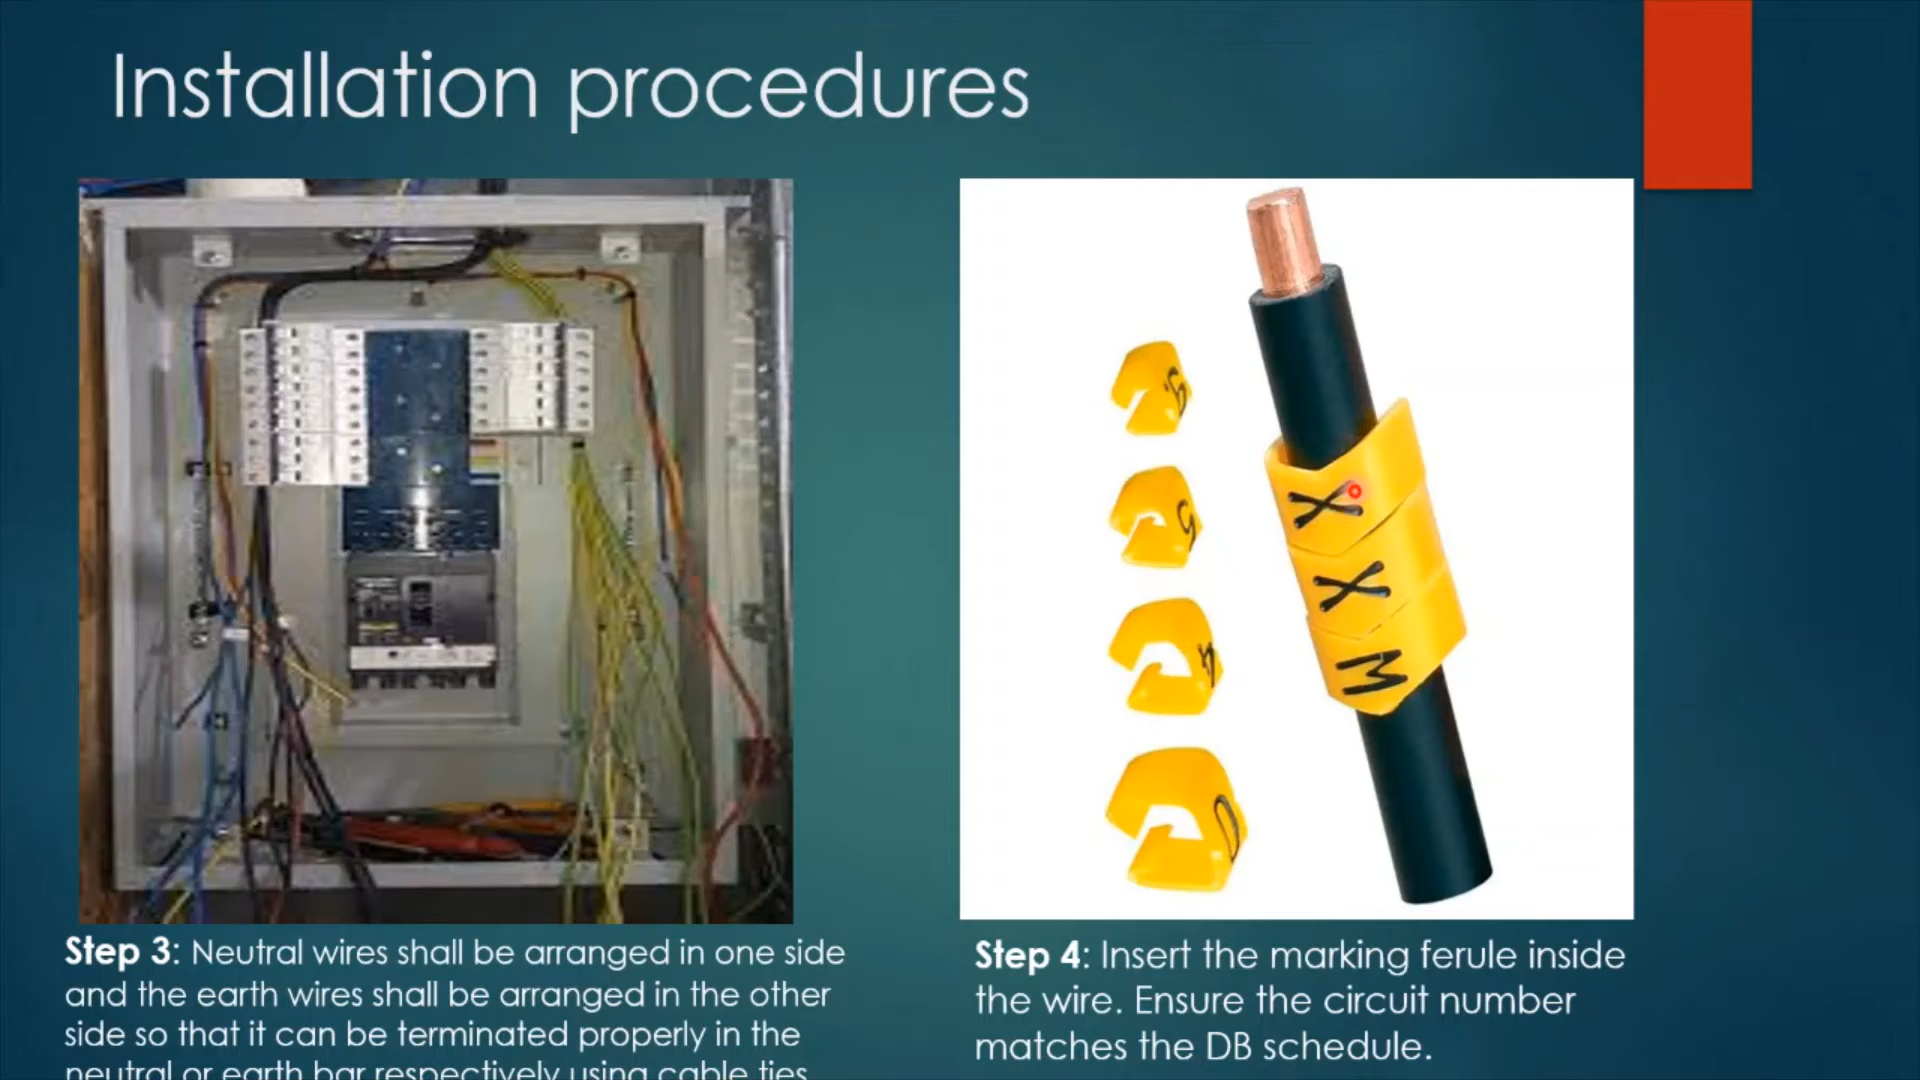 Installation procedures
X
X
M
9.
5
4
D
Step 3: Neutral wires shall be arranged in one side
and the earth wires shall be arranged in the other
side so that it can be terminated properly in the
neutral or earth bar respectively using cable ties
Step 4: Insert the marking ferule inside
the wire. Ensure the circuit number
matches the DB schedule.